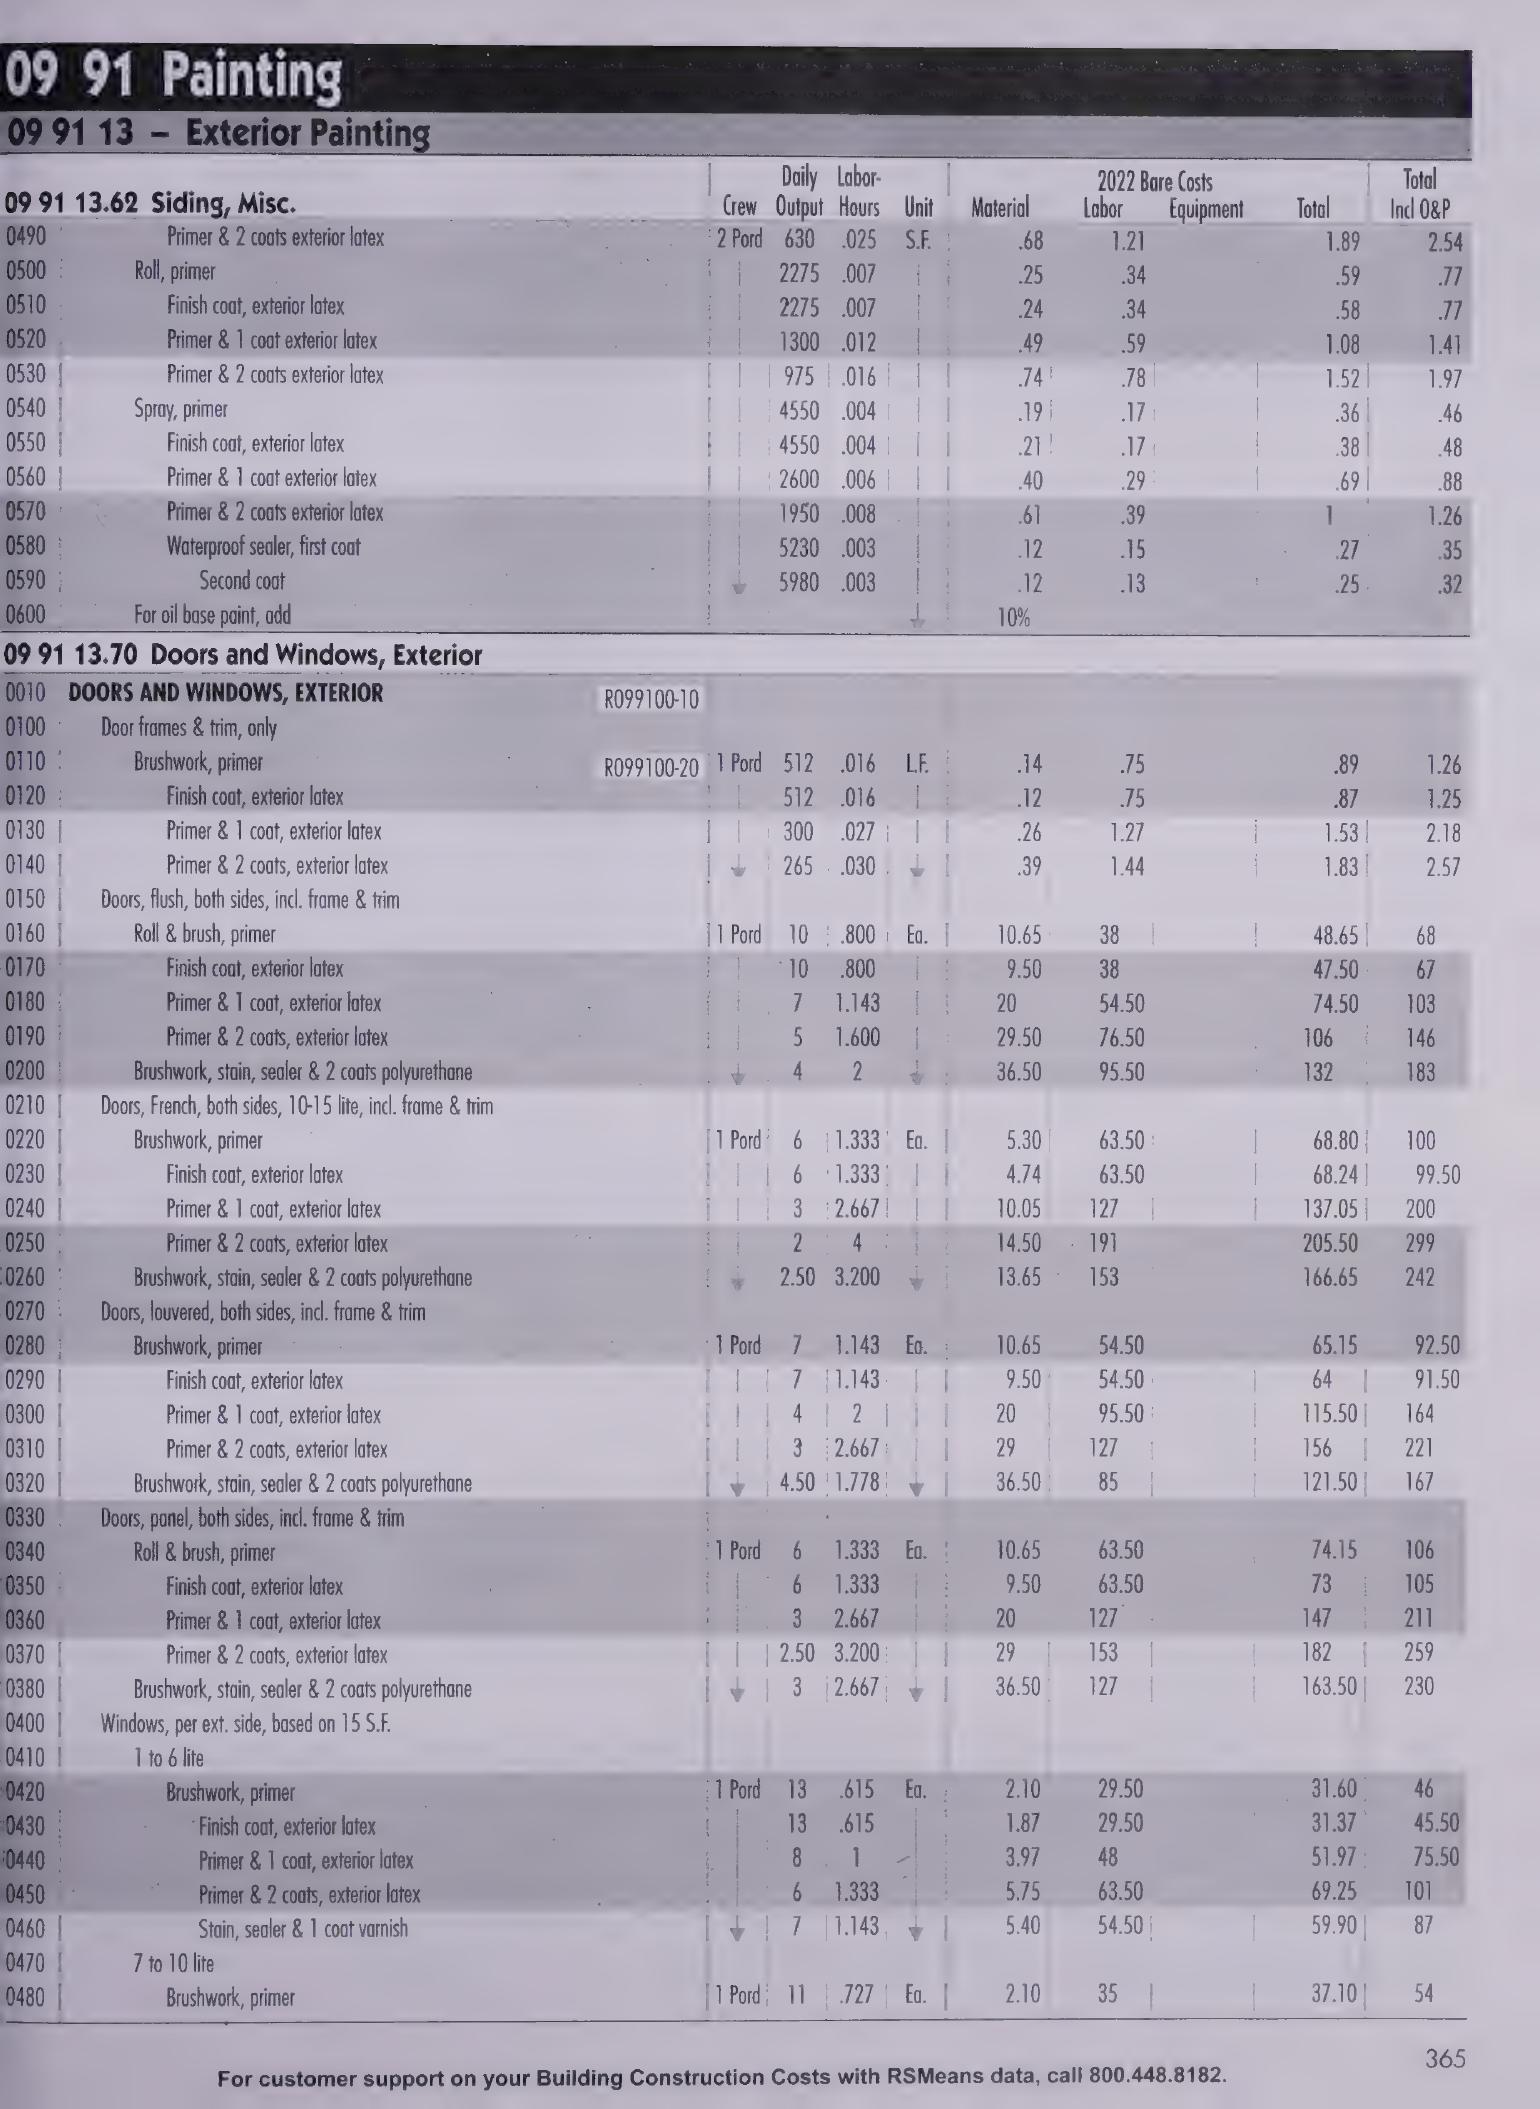 09 91 Painting
09 91 13 – Exterior Painting
09 91 13.62 Siding, Misc. Crew Daily Output Labor-Hours Unit Material 2022 Bare Costs Labor Equipment Total Total Incl O&P
0490 Primer & 2 coats exterior latex 2 Pord 630 .025 S.F. .68 1.21 1.89 2.54
0500 Roll, primer 2275 .007 .25 .34 .59 .77
0510 Finish coat, exterior latex 2275 .007 .24 .34 .58 .77
0520 Primer & 1 coat exterior latex 1300 .012 .49 .59 1.08 1.41
0530 Primer & 2 coats exterior latex 975 .016 .74 .78 1.52 1.97
0540 Spray, primer 4550 .004 .19 .17 .36 .46
0550 Finish coat, exterior latex 4550 .004 .21 .17 .38 .48
0560 Primer & 1 coat exterior latex 2600 .006 .40 .29 .69 .88
0570 Primer & 2 coats exterior latex 1950 .008 .61 .39 1 1.26
0580 Waterproof sealer, first coat 5230 .003 .12 .15 .27 .35
0590 Second coat 5980 .003 .12 .13 .25 .32
0600 For oil base paint, add 10%
09 91 13.70 Doors and Windows, Exterior
0010 DOORS AND WINDOWS, EXTERIOR R099100-10
0100 Door frames & trim, only
0110 Brushwork, primer R099100-20 1 Pord 512 .016 L.F. .14 .75 .89 1.26
0120 Finish coat, exterior latex 512 .016 .12 .75 .87 1.25
0130 Primer & 1 coat, exterior latex 300 .027 .26 1.27 1.53 2.18
0140 Primer & 2 coats, exterior latex 265 .030 .39 1.44 1.83 2.57
0150 Doors, flush, both sides, incl. frame & trim
0160 Roll & brush, primer 1 Pord 10 .800 Ea. 10.65 38 48.65 68
0170 Finish coat, exterior latex 10 .800 9.50 38 47.50 67
0180 Primer & 1 coat, exterior latex 7 1.143 20 54.50 74.50 103
0190 Primer & 2 coats, exterior latex 5 1.600 29.50 76.50 106 146
0200 Brushwork, stain, sealer & 2 coats polyurethane 4 2 36.50 95.50 132 183
0210 Doors, French, both sides, 10-15 lite, incl. frame & trim
0220 Brushwork, primer 1 Pord 6 1.333 Ea. 5.30 63.50 68.80 100
0230 Finish coat, exterior latex 6 1.333 4.74 63.50 68.24 99.50
0240 Primer & 1 coat, exterior latex 3 2.667 10.05 127 137.05 200
0250 Primer & 2 coats, exterior latex 2 4 14.50 191 205.50 299
0260 Brushwork, stain, sealer & 2 coats polyurethane 2.50 3.200 13.65 153 166.65 242
0270 Doors, louvered, both sides, incl. frame & trim
0280 Brushwork, primer 1 Pord 7 1.143 Ea. 10.65 54.50 65.15 92.50
0290 Finish coat, exterior latex 7 1.143 9.50 54.50 64 91.50
0300 Primer & 1 coat, exterior latex 4 2 20 95.50 115.50 164
0310 Primer & 2 coats, exterior latex 3 2.667 29 127 156 221
0320 Brushwork, stain, sealer & 2 coats polyurethane 4.50 1.778 36.50 85 121.50 167
0330 Doors, panel, both sides, incl. frame & trim
0340 Roll & brush, primer 1 Pord 6 1.333 Ea. 10.65 63.50 74.15 106
0350 Finish coat, exterior latex 6 1.333 9.50 63.50 73 105
0360 Primer & 1 coat, exterior latex 3 2.667 20 127 147 211
0370 Primer & 2 coats, exterior latex 2.50 3.200 29 153 182 259
0380 Brushwork, stain, sealer & 2 coats polyurethane 3 2.667 36.50 127 163.50 230
0400 Windows, per ext. side, based on 15 S.F.
0410 1 to 6 lite
0420 Brushwork, primer 1 Pord 13 .615 Ea. 2.10 29.50 31.60 46
0430 Finish coat, exterior latex 13 .615 1.87 29.50 31.37 45.50
0440 Primer & 1 coat, exterior latex 8 1 3.97 48 51.97 75.50
0450 Primer & 2 coats, exterior latex 6 1.333 5.75 63.50 69.25 101
0460 Stain, sealer & 1 coat varnish 7 1.143 5.40 54.50 59.90 87
0470 7 to 10 lite
0480 Brushwork, primer 1 Pord 11 .727 Ea. 2.10 35 37.10 54
For customer support on your Building Construction Costs with RSMeans data, call 800.448.8182.
365